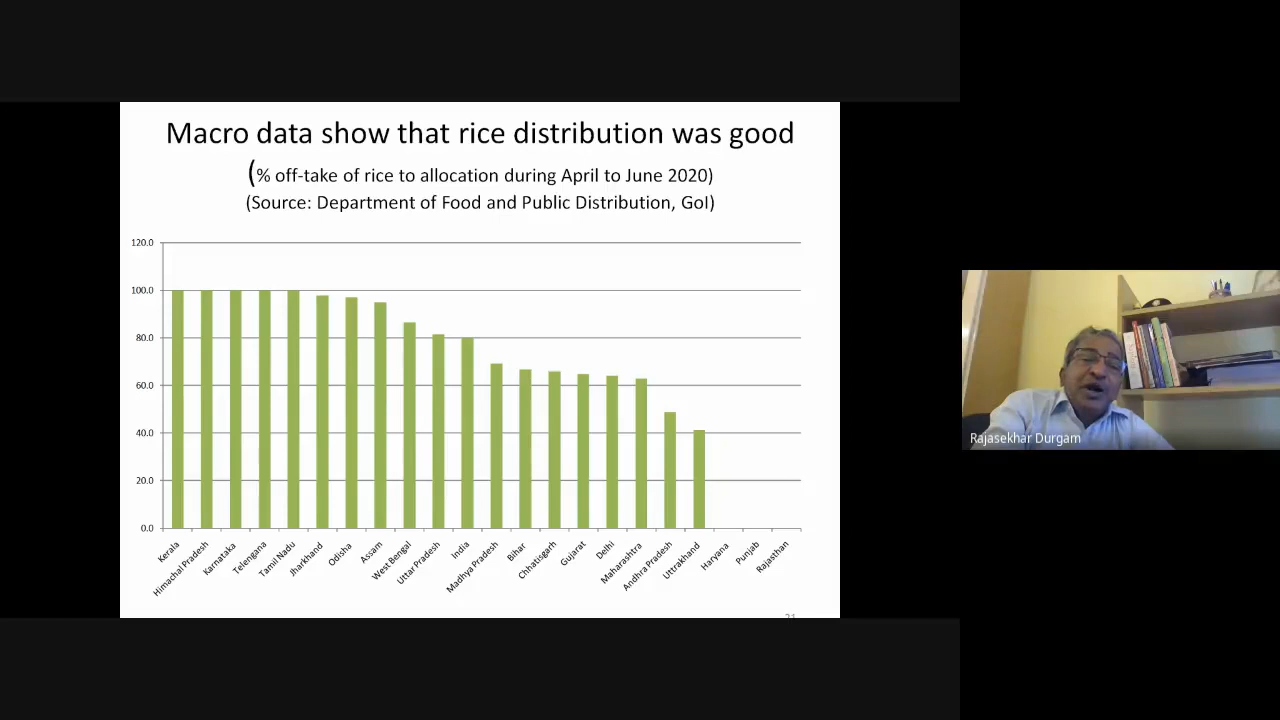 Macro data show that rice distribution was good
(% off-take of rice to allocation during April to June 2020)
(Source: Department of Food and Public Distribution, GoI)
120.0
100.0
80.0
60.0
40.0
20.0
0.0
Kerala
Himachal Pradesh
Karnataka
Telengana
Tamil Nadu
Jharkhand
Odisha
Assam
West Bengal
Uttar Pradesh
India
Madhya Pradesh
Bihar
Chhatisgarh
Gujarat
Delhi
Maharashtra
Andhra Pradesh
Uttrakhand
Haryana
Punjab
Rajasthan
Rajasekhar Durgam